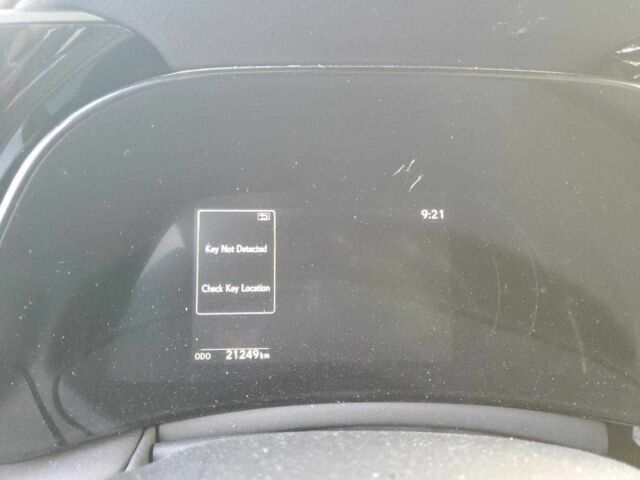 9:21
Key Not Detected
Check Key Location
ODO 21249km